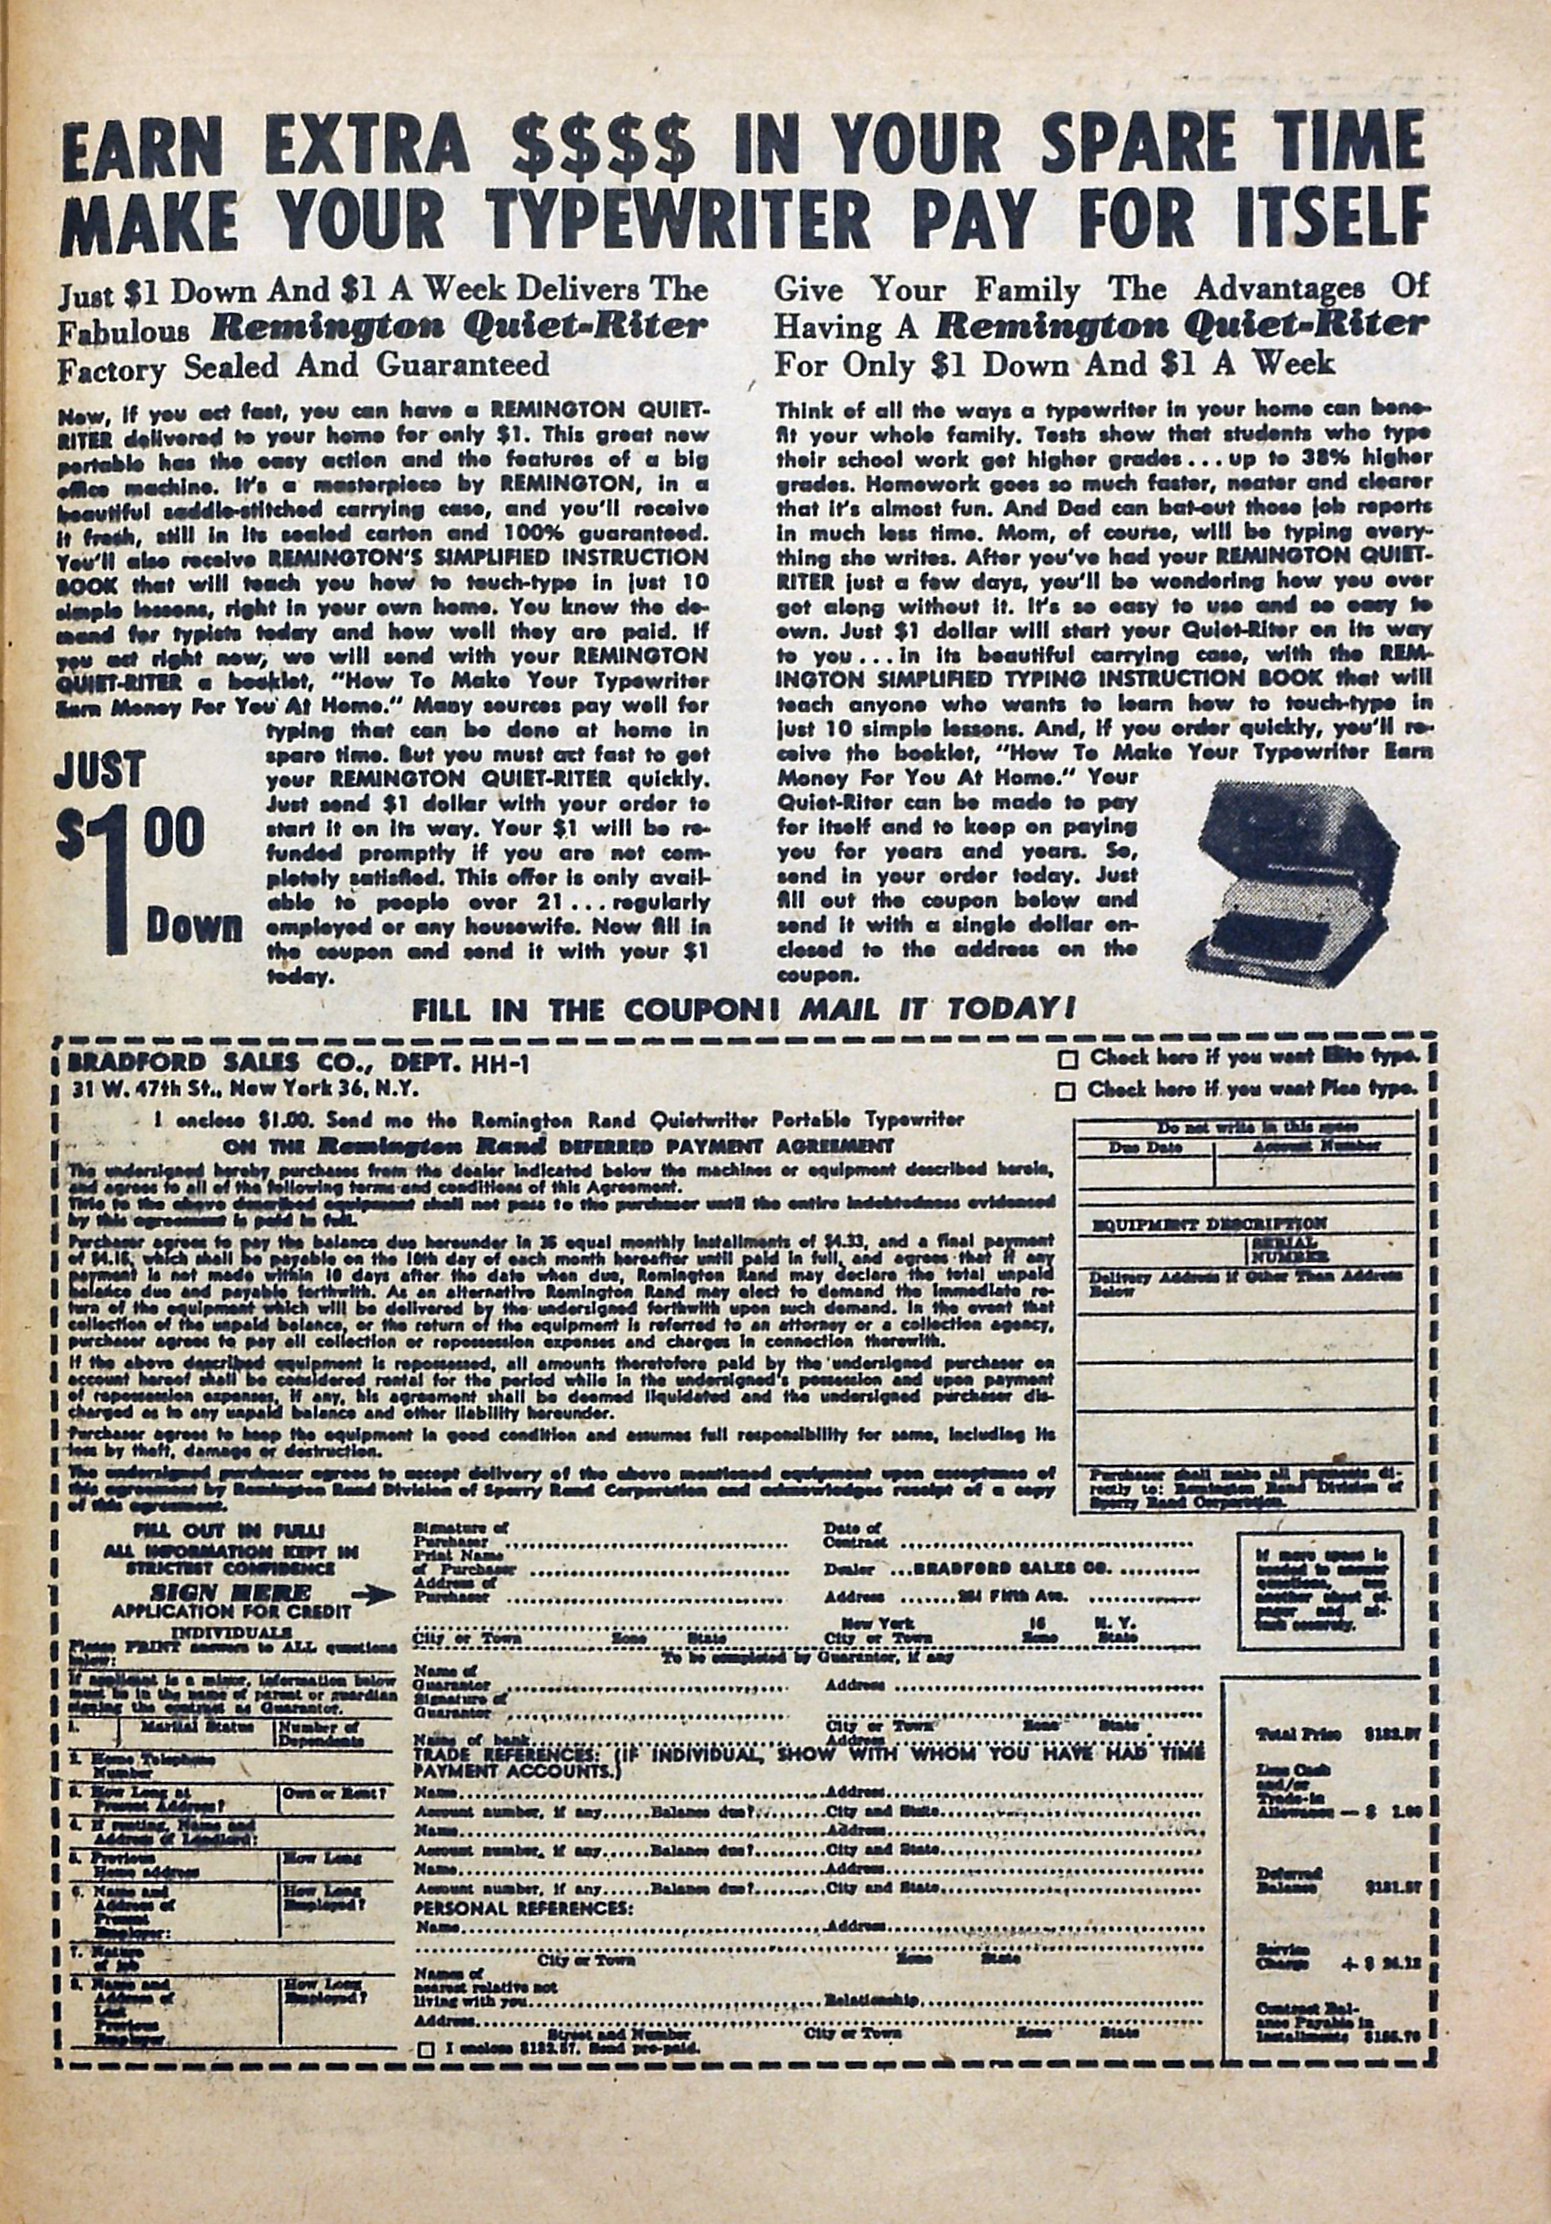 EARN EXTRA $$$$ IN YOUR SPARE TIME
MAKE YOUR TYPEWRITER PAY FOR ITSELF
Just $1 Down And $1 A Week Delivers The
Fabulous Remington Quiet-Riter
Factory Sealed And Guaranteed
Now, if you act fast, you can have a REMINGTON QUIET-
RITER delivered to your home for only $1. This great new
portable has the easy action and the features of a big
office machine. It's a masterpiece by REMINGTON, in a
beautiful saddle-stitched carrying case, and you'll receive
it fresh, still in its sealed carton and 100% guaranteed.
You'll also receive REMINGTON'S SIMPLIFIED INSTRUCTION
BOOK that will teach you how to touch-type in just 10
simple lessons, right in your own home. You know the de-
mand for typists today and how well they are paid. If
you act right now, we will send with your REMINGTON
QUIET-RITER a booklet, "How To Make Your Typewriter
Earn Money For You At Home." Many sources pay well for
typing that can be done at home in
spare time. But you must act fast to get
your REMINGTON QUIET-RITER quickly.
Just send $1 dollar with your order to
start it on its way. Your $1 will be re-
funded promptly if you are not com-
pletely satisfied. This offer is only avail-
able to people over 21 . . . regularly
employed or any housewife. Now fill in
the coupon and send it with your $1
today.
JUST
$1 00
Down
Give Your Family The Advantages Of
Having A Remington Quiet-Riter
For Only $1 Down And $1 A Week
Think of all the ways a typewriter in your home can bene-
fit your whole family. Tests show that students who type
their school work get higher grades . . . up to 38% higher
grades. Homework goes so much faster, neater and clearer
that it's almost fun. And Dad can bat-out those job reports
in much less time. Mom, of course, will be typing every-
thing she writes. After you've had your REMINGTON QUIET-
RITER just a few days, you'll be wondering how you ever
got along without it. It's so easy to use and so easy to
own. Just $1 dollar will start your Quiet-Riter on its way
to you . . . in its beautiful carrying case, with the REM-
INGTON SIMPLIFIED TYPING INSTRUCTION BOOK that will
teach anyone who wants to learn how to touch-type in
just 10 simple lessons. And, if you order quickly, you'll re-
ceive the booklet, "How To Make Your Typewriter Earn
Money For You At Home." Your
Quiet-Riter can be made to pay
for itself and to keep on paying
you for years and years. So,
send in your order today. Just
fill out the coupon below and
send it with a single dollar en-
closed to the address on the
coupon.
FILL IN THE COUPON! MAIL IT TODAY!
BRADFORD SALES CO., DEPT. HH-1
31 W. 47th St., New York 36, N.Y.
☐ Check here if you want Elite type.
☐ Check here if you want Pica type.
I enclose $1.00. Send me the Remington Rand Quietwriter Portable Typewriter
ON THE Remington Rand DEFERRED PAYMENT AGREEMENT
The undersigned hereby purchases from the dealer indicated below the machines or equipment described herein,
and agrees to all of the following terms and conditions of this Agreement.
Title to the above described equipment shall not pass to the purchaser until the entire indebtedness evidenced
by this agreement is paid in full.
Purchaser agrees to pay the balance due hereunder in 35 equal monthly installments of $4.33, and a final payment
of $4.15, which shall be payable on the 10th day of each month hereafter until paid in full, and agrees that if any
payment is not made within 10 days after the date when due, Remington Rand may declare the total unpaid
balance due and payable forthwith. As an alternative Remington Rand may elect to demand the immediate re-
turn of the equipment which will be delivered by the undersigned forthwith upon such demand. In the event that
collection of the unpaid balance, or the return of the equipment is referred to an attorney or a collection agency,
purchaser agrees to pay all collection or repossession expenses and charges in connection therewith.
If the above described equipment is repossessed, all amounts theretofore paid by the undersigned purchaser on
account hereof shall be considered rental for the period while in the undersigned's possession and upon payment
of repossession expenses, if any, his agreement shall be deemed liquidated and the undersigned purchaser dis-
charged as to any unpaid balance and other liability hereunder.
Purchaser agrees to keep the equipment in good condition and assumes full responsibility for same, including its
loss by theft, damage or destruction.
The undersigned purchaser agrees to accept delivery of the above mentioned equipment upon acceptance of
this agreement by Remington Rand Division of Sperry Rand Corporation and acknowledges receipt of a copy
of this agreement.
Do not write in this space
Due Date Account Number
EQUIPMENT DESCRIPTION
SERIAL
NUMBER
Delivery Address if Other Than Address
Below
Purchaser shall make all payments di-
rectly to: Remington Rand Division of
Sperry Rand Corporation.
FILL OUT IN FULL!
ALL INFORMATION KEPT IN
STRICTEST CONFIDENCE
SIGN HERE
APPLICATION FOR CREDIT
INDIVIDUALS
Please PRINT answers to ALL questions
below:
If applicant is a minor, information below
must be in the name of parent or guardian
signing the contract as Guarantor.
1. Marital Status Number of
Dependents
2. Home Telephone
Number
3. How Long at
Present Address? Own or Rent?
4. If renting, Name and
Address of Landlord:
5. Previous
Home address How Long
6. Name and
Address of
Present
Employer: How Long
Employed?
7. Nature
of job
8. Name and
Address of
Last
Previous
Employer How Long
Employed?
Signature of
Purchaser
Print Name
of Purchaser
Address of
Purchaser
City or Town Zone State
Date of
Contract
Dealer ...BRADFORD SALES CO.
Address 264 Fifth Ave.
New York 16 N. Y.
City or Town Zone State
If more space is
needed to answer
questions, use
another sheet of
paper and at-
tach securely.
To be completed by Guarantor, if any
Name of
Guarantor Address
Signature of
Guarantor
City or Town Zone State
Name of bank Address
TRADE REFERENCES: (IF INDIVIDUAL, SHOW WITH WHOM YOU HAVE HAD TIME
PAYMENT ACCOUNTS.)
Name Address
Account number, if any Balance due? City and State
Name Address
Account number, if any Balance due? City and State
Name Address
Account number, if any Balance due? City and State
PERSONAL REFERENCES:
Name Address
City or Town Zone State
Names of
nearest relative not
living with you Relationship
Address
Street and Number City or Town Zone State
☐ I enclose $132.57. Send pre-paid.
Total Price $132.57
Less Cash
and/or
Trade-in
Allowance — $ 1.00
Deferred
Balance $131.57
Service
Charge + $ 24.13
Contract Bal-
ance Payable in
Installments $155.70